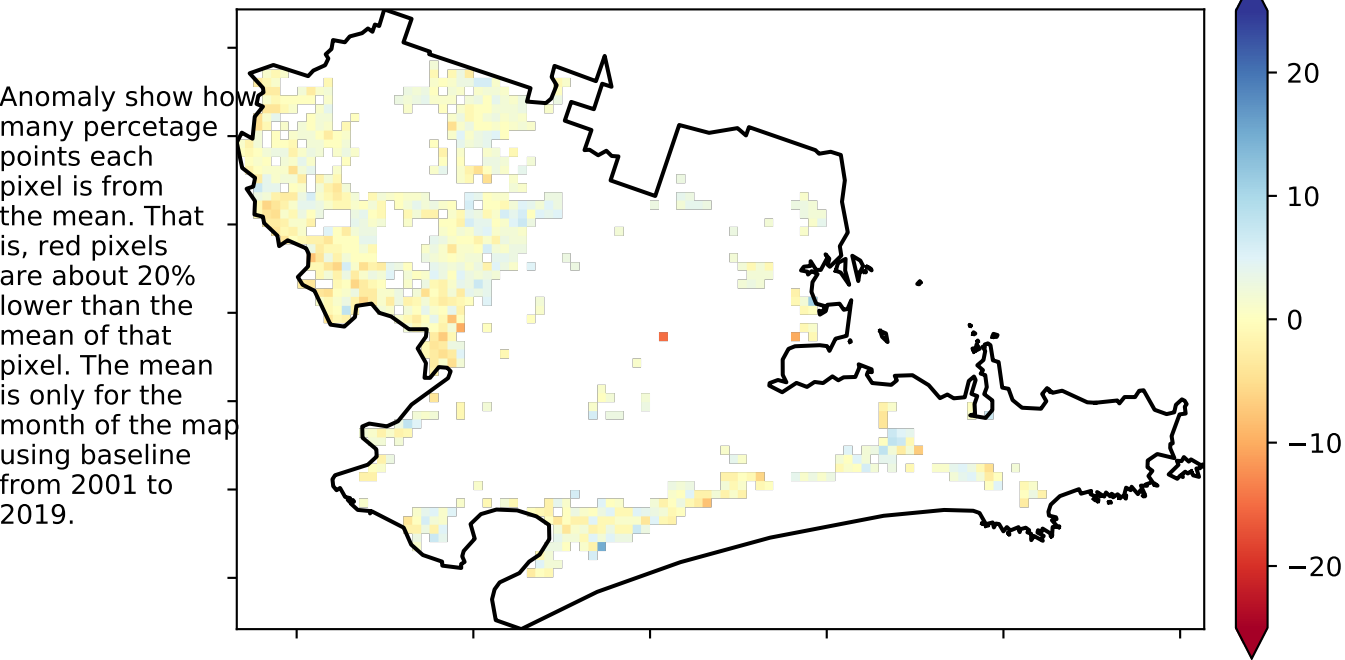 Anomaly show how
many percetage
points each
pixel is from
the mean. That
is, red pixels
are about 20%
lower than the
mean of that
pixel. The mean
is only for the
month of the map
using baseline
from 2001 to
2019.
20
10
0
−10
−20